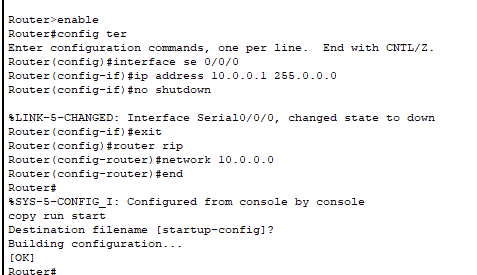 Router>enable
Router#config ter
Enter configuration commands, one per line.  End with CNTL/Z.
Router(config)#interface se 0/0/0
Router(config-if)#ip address 10.0.0.1 255.0.0.0
Router(config-if)#no shutdown

%LINK-5-CHANGED: Interface Serial0/0/0, changed state to down
Router(config-if)#exit
Router(config)#router rip
Router(config-router)#network 10.0.0.0
Router(config-router)#end
Router#
%SYS-5-CONFIG_I: Configured from console by console
copy run start
Destination filename [startup-config]?
Building configuration...
[OK]
Router#